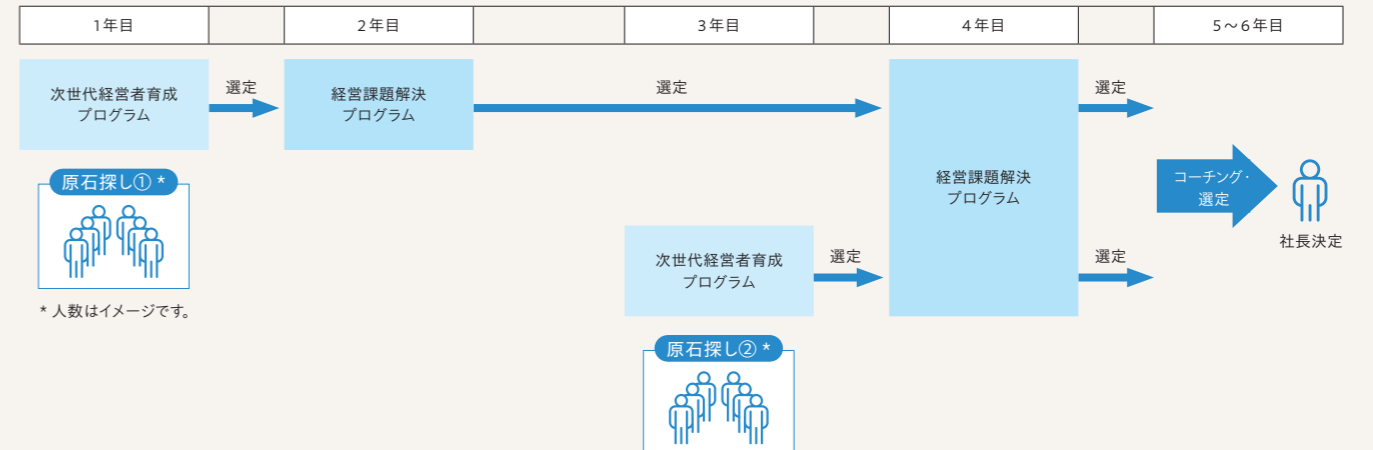 1年目
2年目
3年目
4年目
5～6年目
次世代経営者育成
プログラム
選定
経営課題解決
プログラム
選定
経営課題解決
プログラム
選定
コーチング・
選定
社長決定
原石探し① *
* 人数はイメージです。
次世代経営者育成
プログラム
選定
選定
原石探し② *